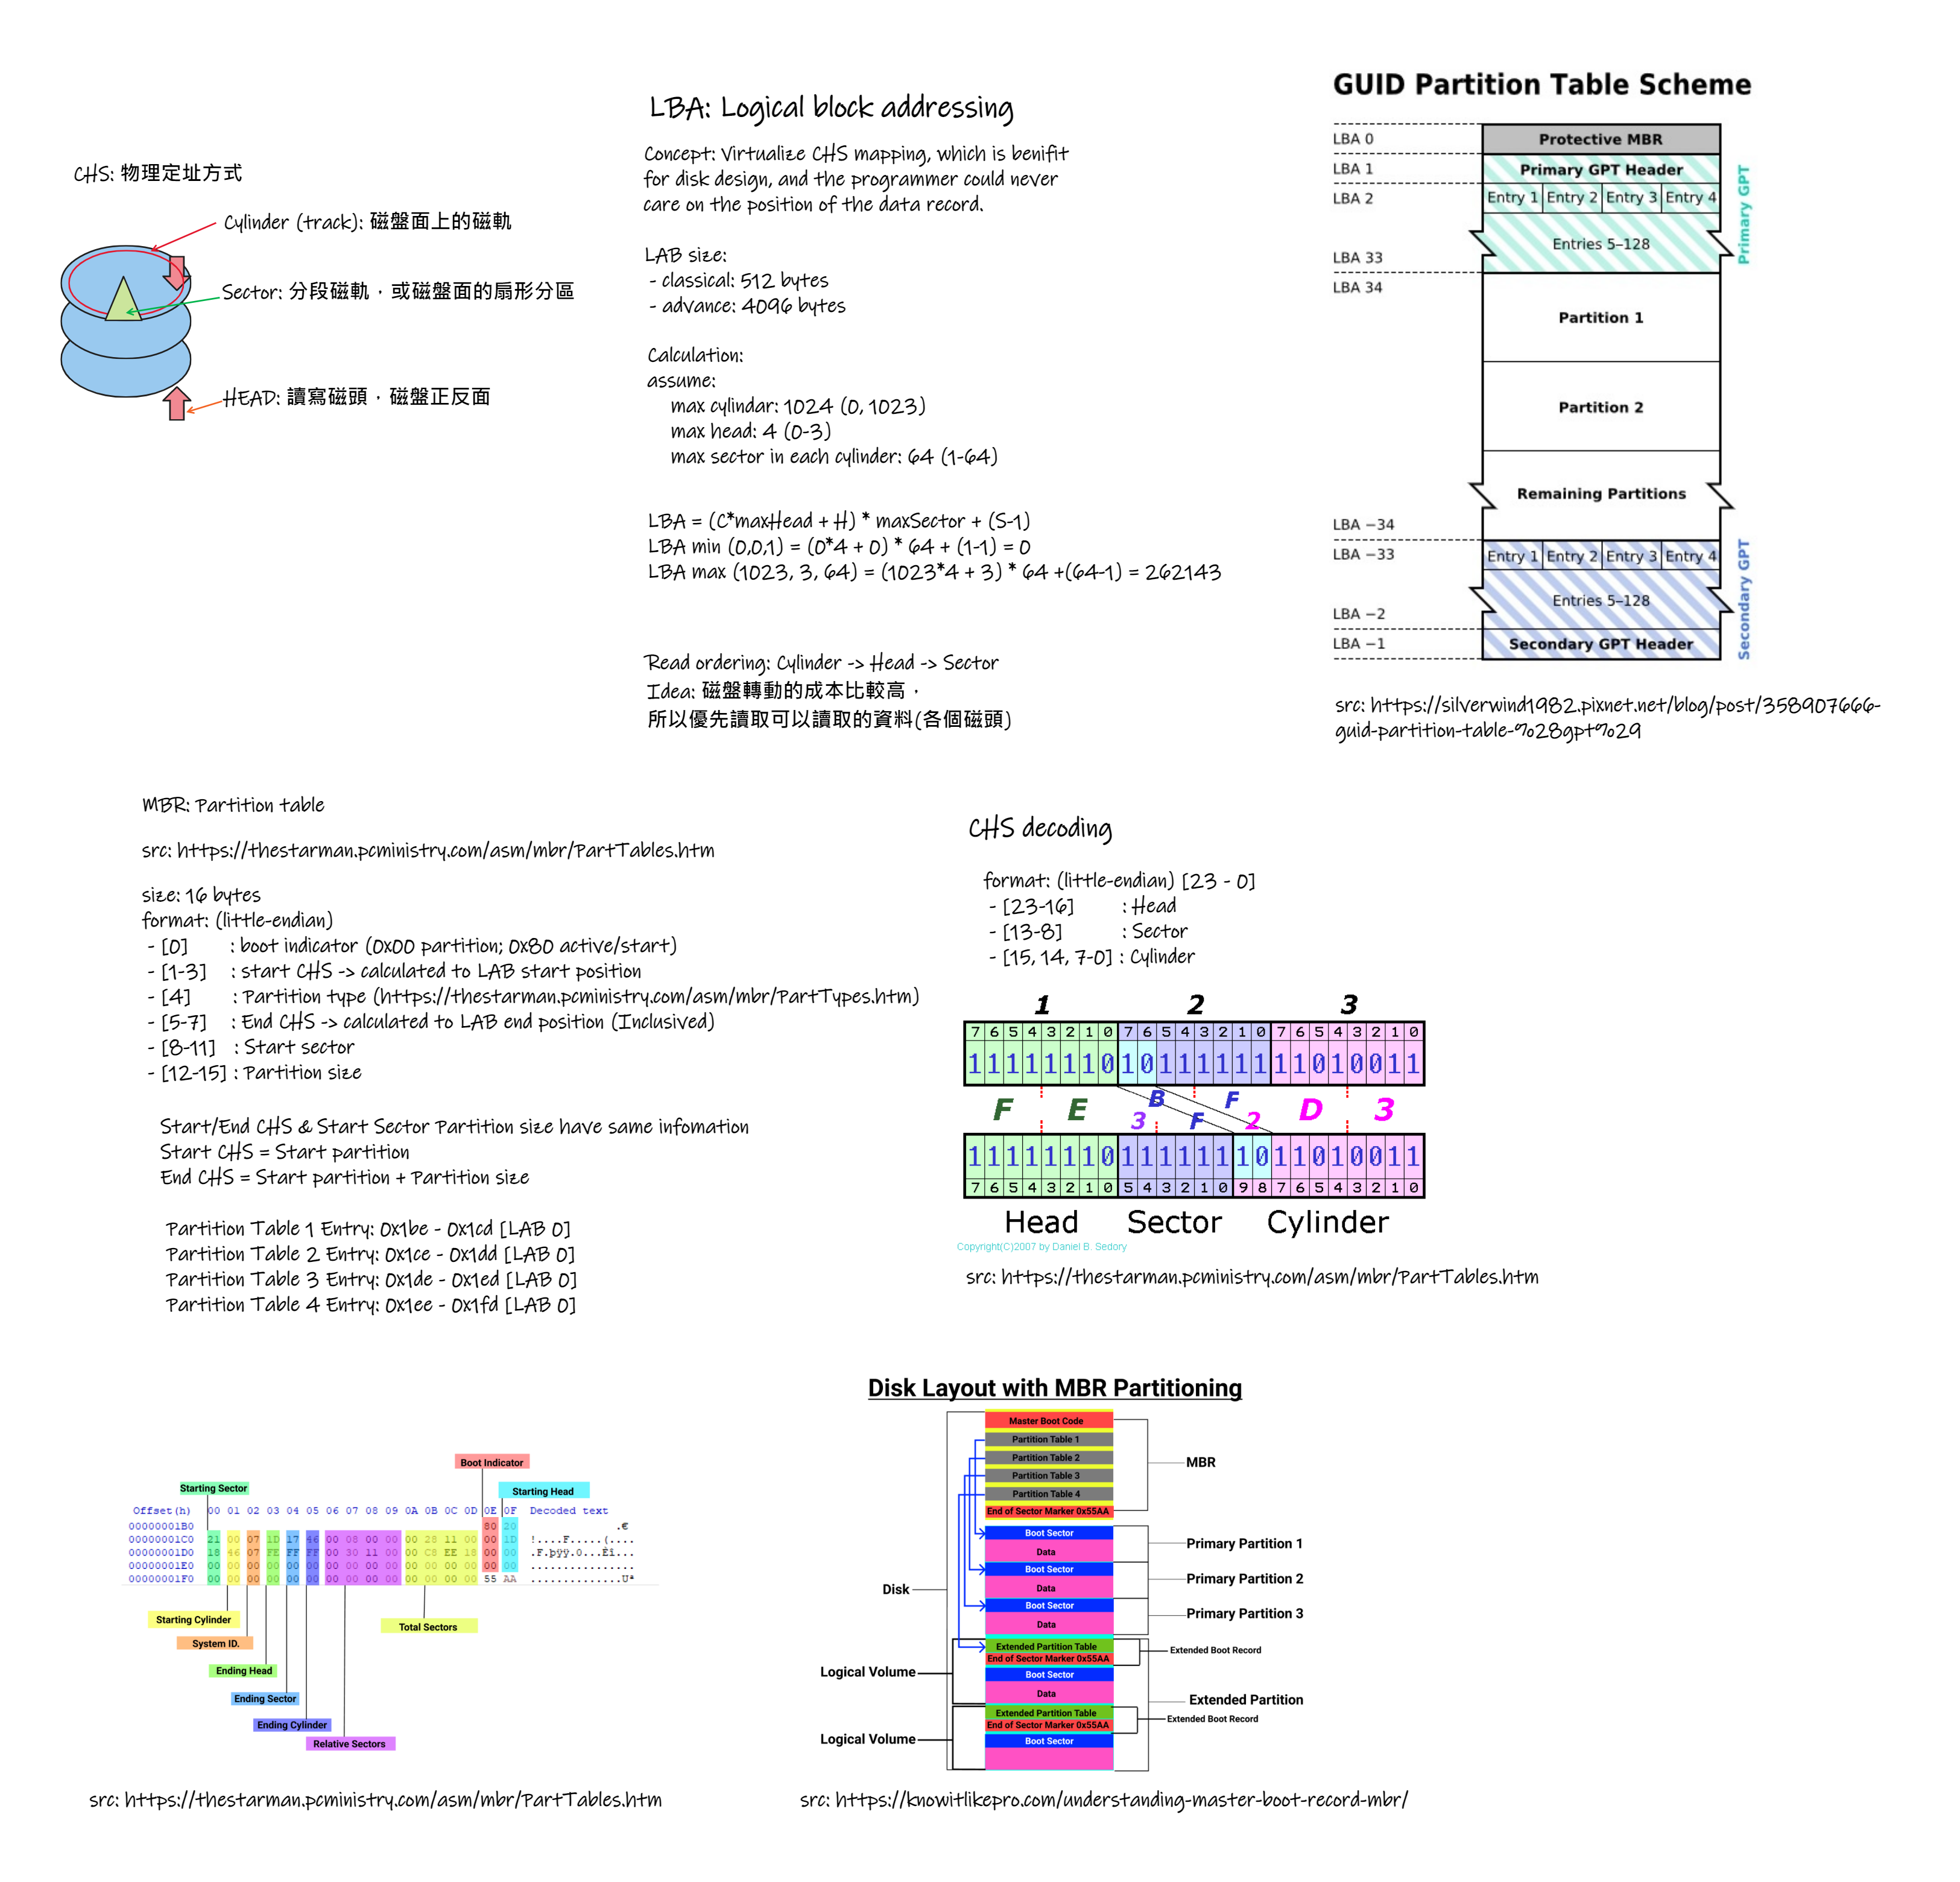 CHS: 物理定址方式
Cylinder (track): 磁盤面上的磁軌
Sector: 分段磁軌，或磁盤面的扇形分區
HEAD: 讀寫磁頭，磁盤正反面
LBA: Logical block addressing
Concept: Virtualize CHS mapping, which is benifit
for disk design, and the programmer could never
care on the position of the data record.
LAB size:
- classical: 512 bytes
- advance: 4096 bytes
Calculation:
assume:
max cylindar: 1024 (0, 1023)
max head: 4 (0-3)
max sector in each cylinder: 64 (1-64)
LBA = (C*maxHead + H) * maxSector + (S-1)
LBA min (0,0,1) = (0*4 + 0) * 64 + (1-1) = 0
LBA max (1023, 3, 64) = (1023*4 + 3) * 64 +(64-1) = 262143
Read ordering: Cylinder -> Head -> Sector
Idea: 磁盤轉動的成本比較高，
所以優先讀取可以讀取的資料(各個磁頭)
GUID Partition Table Scheme
LBA 0
Protective MBR
LBA 1
Primary GPT Header
LBA 2
Entry 1 Entry 2 Entry 3 Entry 4
Entries 5–128
LBA 33
Primary GPT
LBA 34
Partition 1
Partition 2
Remaining Partitions
LBA −34
LBA −33
Entry 1 Entry 2 Entry 3 Entry 4
Entries 5–128
LBA −2
LBA −1
Secondary GPT Header
Secondary GPT
src: https://silverwind1982.pixnet.net/blog/post/358907666-
guid-partition-table-%28gpt%29
MBR: Partition table
src: https://thestarman.pcministry.com/asm/mbr/PartTables.htm
size: 16 bytes
format: (little-endian)
- [0] : boot indicator (0x00 partition; 0x80 active/start)
- [1-3] : start CHS -> calculated to LAB start position
- [4] : Partition type (https://thestarman.pcministry.com/asm/mbr/PartTypes.htm)
- [5-7] : End CHS -> calculated to LAB end position (Inclusived)
- [8-11] : Start sector
- [12-15] : Partition size
Start/End CHS & Start Sector Partition size have same infomation
Start CHS = Start partition
End CHS = Start partition + Partition size
Partition Table 1 Entry: 0x1be - 0x1cd [LAB 0]
Partition Table 2 Entry: 0x1ce - 0x1dd [LAB 0]
Partition Table 3 Entry: 0x1de - 0x1ed [LAB 0]
Partition Table 4 Entry: 0x1ee - 0x1fd [LAB 0]
CHS decoding
format: (little-endian) [23 - 0]
- [23-16] : Head
- [13-8] : Sector
- [15, 14, 7-0] : Cylinder
1 2 3
7 6 5 4 3 2 1 0 7 6 5 4 3 2 1 0 7 6 5 4 3 2 1 0
1 1 1 1 1 1 1 0 1 0 1 1 1 1 1 1 1 1 0 1 0 0 1 1
F E B F D 3
3 F 2
1 1 1 1 1 1 1 0 1 1 1 1 1 1 1 0 1 1 0 1 0 0 1 1
7 6 5 4 3 2 1 0 5 4 3 2 1 0 9 8 7 6 5 4 3 2 1 0
Head Sector Cylinder
Copyright(C)2007 by Daniel B. Sedory
src: https://thestarman.pcministry.com/asm/mbr/PartTables.htm
Boot Indicator
Starting Sector
Starting Head
Offset(h) 00 01 02 03 04 05 06 07 08 09 0A 0B 0C 0D 0E 0F Decoded text
00000001B0 80 20 .€
00000001C0 21 00 07 1D 17 46 00 08 00 00 00 28 11 00 00 1D !....F.....(....
00000001D0 18 46 07 FE FF FF 00 30 11 00 00 C8 EE 18 00 00 .F.þÿÿ.0...Èî...
00000001E0 00 00 00 00 00 00 00 00 00 00 00 00 00 00 00 00 ................
00000001F0 00 00 00 00 00 00 00 00 00 00 00 00 00 00 55 AA ..............Uª
Starting Cylinder
Total Sectors
System ID.
Ending Head
Ending Sector
Ending Cylinder
Relative Sectors
src: https://thestarman.pcministry.com/asm/mbr/PartTables.htm
Disk Layout with MBR Partitioning
Master Boot Code
Partition Table 1
Partition Table 2
MBR
Partition Table 3
Partition Table 4
End of Sector Marker 0x55AA
Boot Sector
Primary Partition 1
Data
Boot Sector
Primary Partition 2
Disk
Data
Boot Sector
Primary Partition 3
Data
Extended Partition Table
Extended Boot Record
End of Sector Marker 0x55AA
Logical Volume
Boot Sector
Data
Extended Partition
Extended Partition Table
Extended Boot Record
End of Sector Marker 0x55AA
Logical Volume
Boot Sector
src: https://knowitlikepro.com/understanding-master-boot-record-mbr/